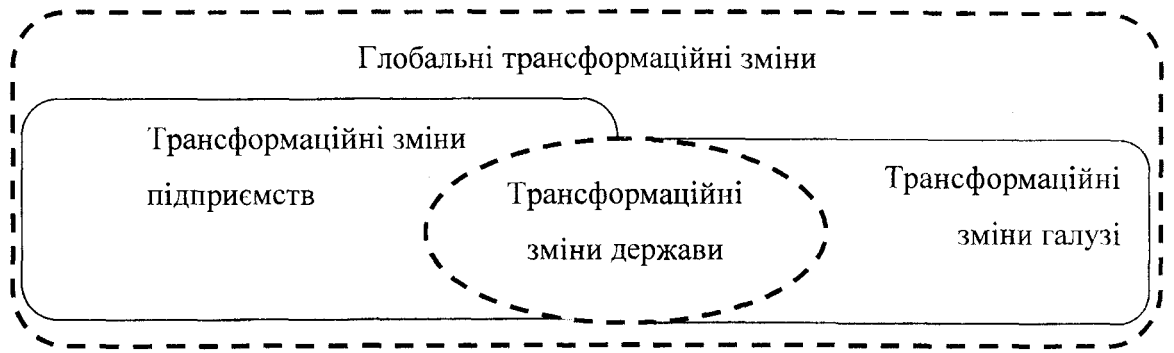 Глобальні трансформаційні зміни
Трансформаційні зміни
підприємств
Трансформаційні
зміни держави
Трансформаційні
зміни галузі